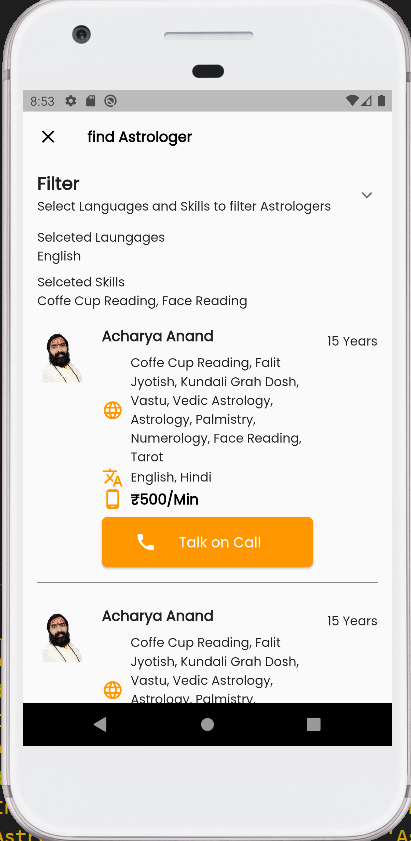 8:53
find Astrologer
Filter
Select Languages and Skills to filter Astrologers
Selceted Laungages
English
Selceted Skills
Coffe Cup Reading, Face Reading
Acharya Anand
15 Years
Coffe Cup Reading, Falit
Jyotish, Kundali Grah Dosh,
Vastu, Vedic Astrology,
Astrology, Palmistry,
Numerology, Face Reading,
Tarot
English, Hindi
₹500/Min
Talk on Call
Acharya Anand
15 Years
Coffe Cup Reading, Falit
Jyotish, Kundali Grah Dosh,
Vastu, Vedic Astrology,
Astrology, Palmistry,